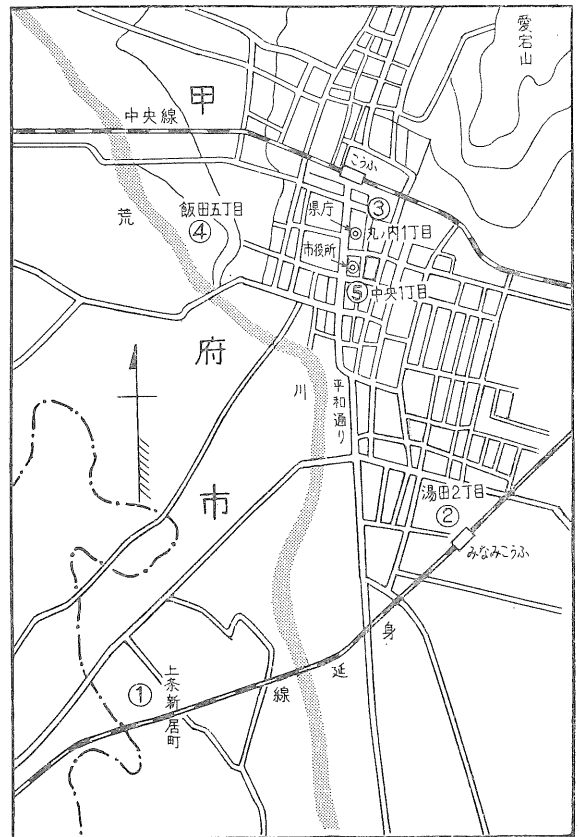 愛宕山
甲
中央線
こうふ
荒
飯田五丁目
④
県庁
③
丸ノ内1丁目
市役所
⑤中央1丁目
府
川
平和通り
市
湯田2丁目
②
みなみこうふ
身
延
線
①
上条新居町